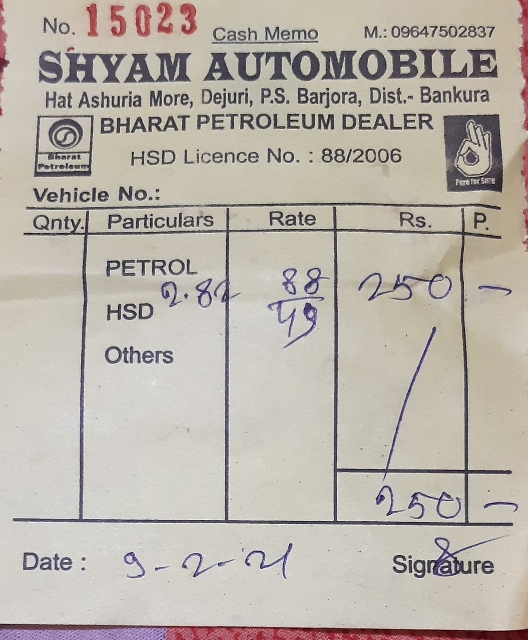 No. 15023 Cash Memo M.: 09647502837
SHYAM AUTOMOBILE
Hat Ashuria More, Dejuri, P.S. Barjora, Dist.- Bankura
Bharat Petroleum
BHARAT PETROLEUM DEALER
HSD Licence No. : 88/2006
Pure for Sure
Vehicle No.:
Qnty. Particulars Rate Rs. P.
PETROL 2.82 88 250 -
HSD 49
Others
250 -
Date : 9-2-21 Signature